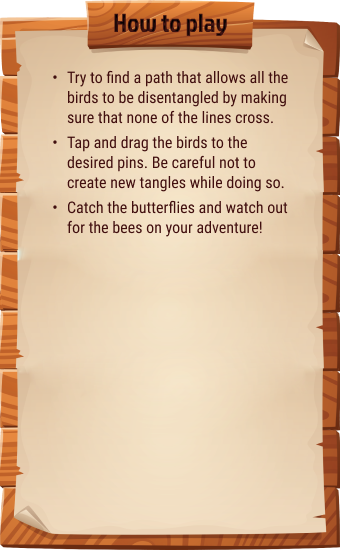 How to play
• Try to find a path that allows all the
birds to be disentangled by making
sure that none of the lines cross.
• Tap and drag the birds to the
desired pins. Be careful not to
create new tangles while doing so.
• Catch the butterflies and watch out
for the bees on your adventure!